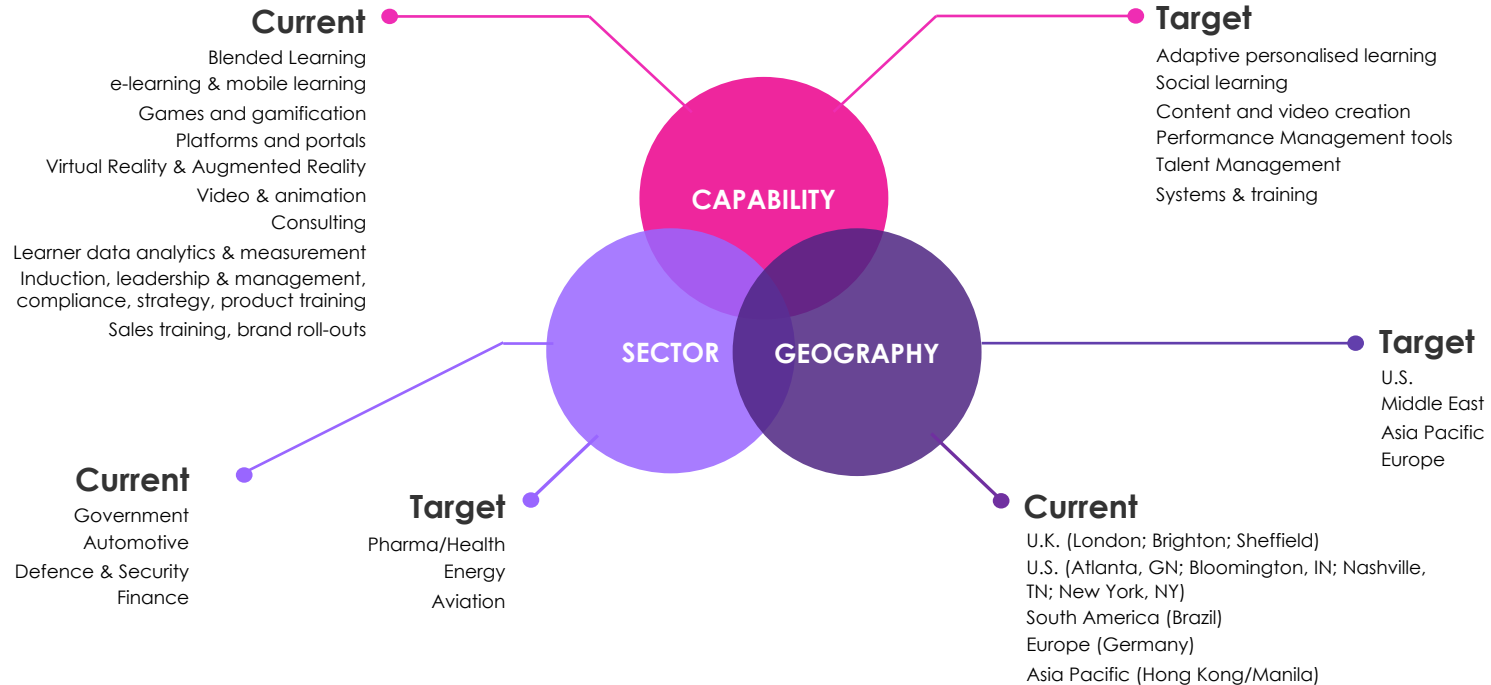 Current
Blended Learning
e-learning & mobile learning
Games and gamification
Platforms and portals
Virtual Reality & Augmented Reality
Video & animation
Consulting
Learner data analytics & measurement
Induction, leadership & management,
compliance, strategy, product training
Sales training, brand roll-outs
Target
Adaptive personalised learning
Social learning
Content and video creation
Performance Management tools
Talent Management
Systems & training
CAPABILITY
SECTOR
GEOGRAPHY
Target
U.S.
Middle East
Asia Pacific
Europe
Current
Government
Automotive
Defence & Security
Finance
Target
Pharma/Health
Energy
Aviation
Current
U.K. (London; Brighton; Sheffield)
U.S. (Atlanta, GN; Bloomington, IN; Nashville,
TN; New York, NY)
South America (Brazil)
Europe (Germany)
Asia Pacific (Hong Kong/Manila)